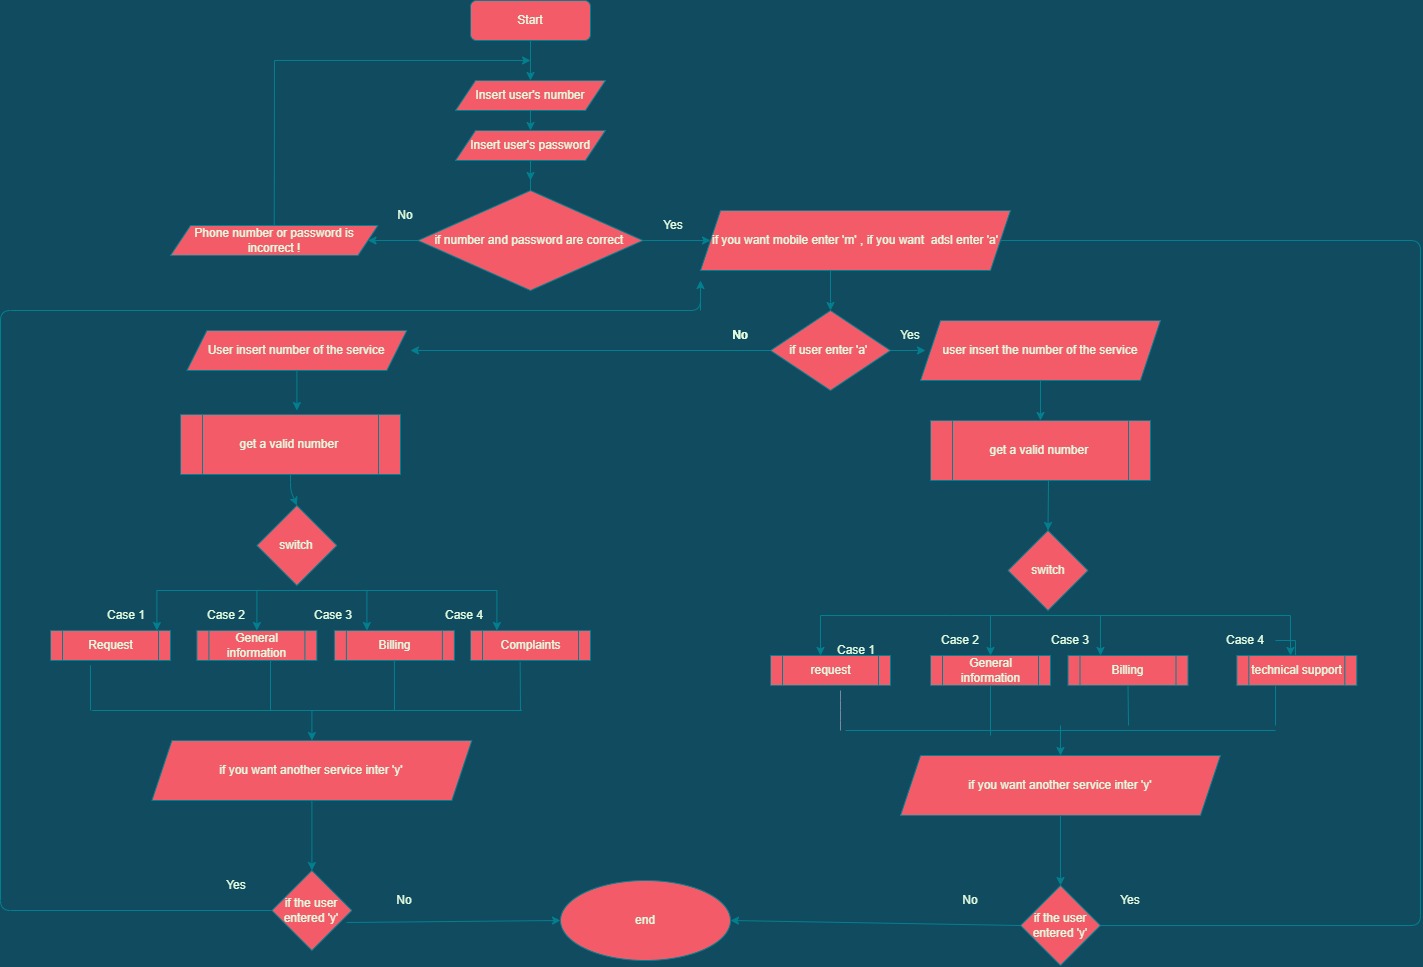 Start
Insert user's number
Insert user's password
No
Yes
Phone number or password is
incorrect !
if number and password are correct
if you want mobile enter 'm' , if you want  adsl enter 'a'
No
Yes
User insert number of the service
if user enter 'a'
user insert the number of the service
get a valid number
get a valid number
switch
switch
Case 1
Case 2
Case 3
Case 4
Request
General
information
Billing
Complaints
Case 1
Case 2
Case 3
Case 4
request
General
information
Billing
technical support
if you want another service inter 'y'
if you want another service inter 'y'
Yes
No
No
Yes
if the user
entered 'y'
end
if the user
entered 'y'